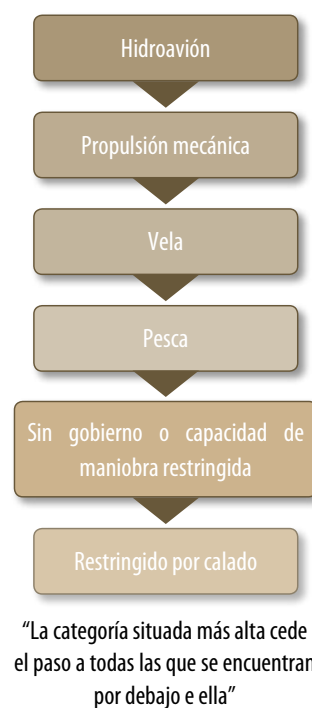 Hidroavión
Propulsión mecánica
Vela
Pesca
Sin gobierno o capacidad de
maniobra restringida
Restringido por calado
“La categoría situada más alta cede
el paso a todas las que se encuentran
por debajo e ella”